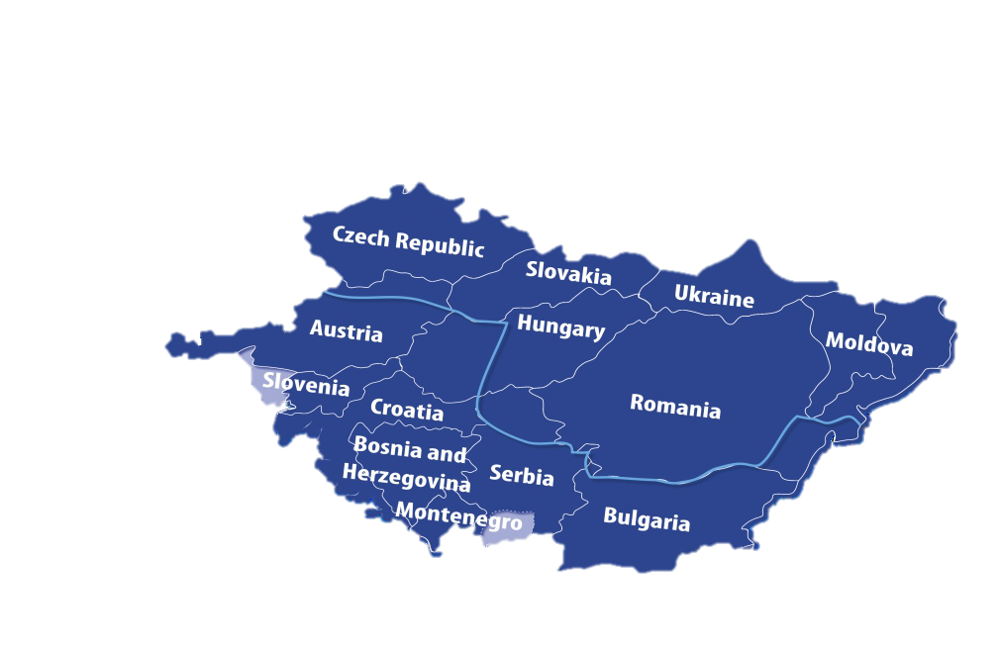 Czech Republic
Slovakia
Ukraine
Austria
Hungary
Moldova
Slovenia
Croatia
Romania
Bosnia and
Herzegovina
Serbia
Montenegro
Bulgaria